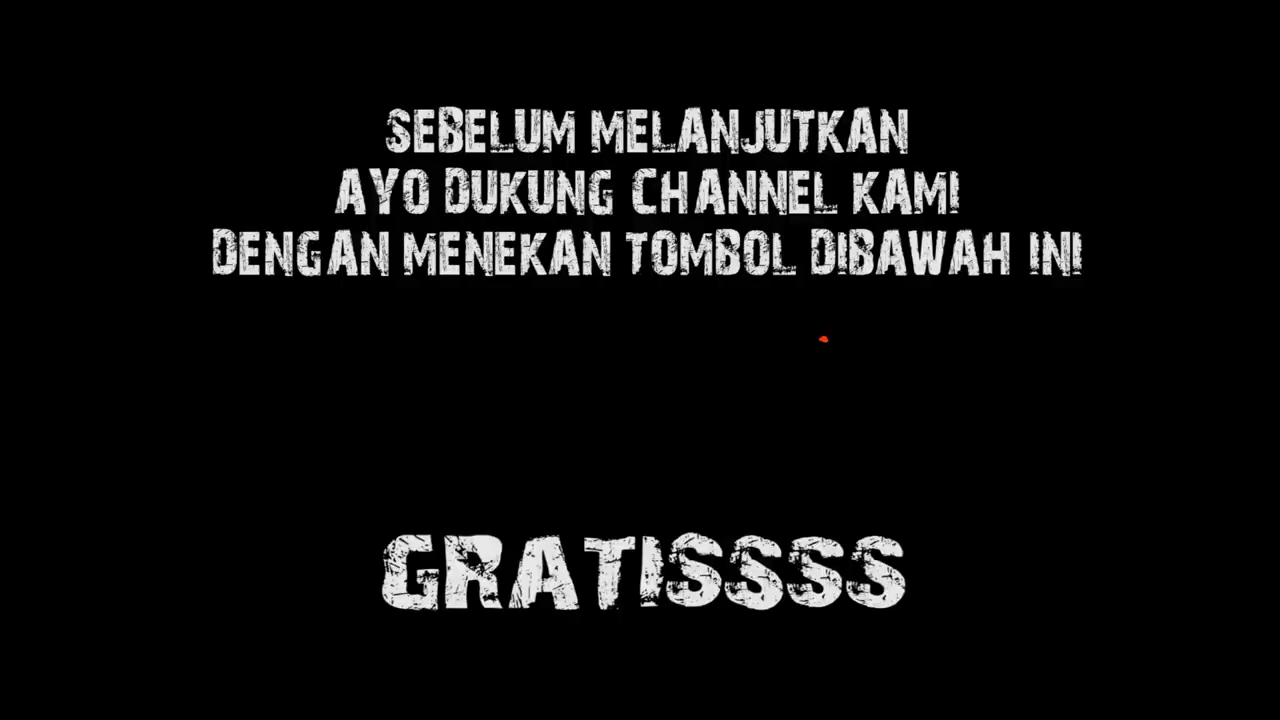 SEBELUM MELANJUTKAN
AYO DUKUNG CHANNEL KAMI
DENGAN MENEKAN TOMBOL DIBAWAH INI
GRATISSSS